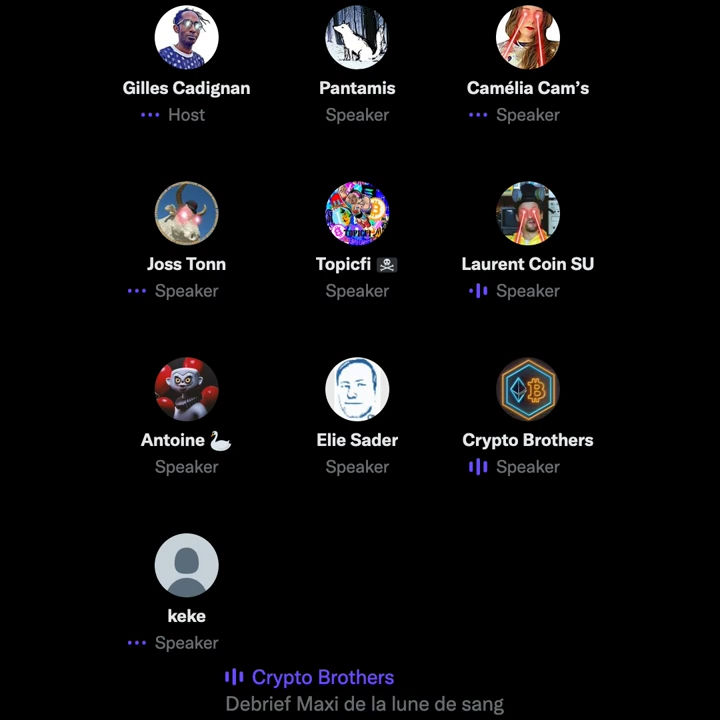 Gilles Cadignan
Host
Pantamis
Speaker
Camélia Cam's
Speaker
Joss Tonn
Speaker
Topicfi
Speaker
Laurent Coin SU
Speaker
Antoine
Speaker
Elie Sader
Speaker
Crypto Brothers
Speaker
keke
Speaker
Crypto Brothers
Debrief Maxi de la lune de sang